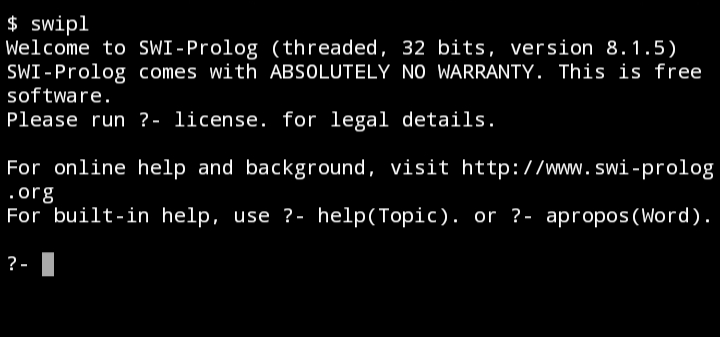 $ swipl
Welcome to SWI-Prolog (threaded, 32 bits, version 8.1.5)
SWI-Prolog comes with ABSOLUTELY NO WARRANTY. This is free
software.
Please run ?- license. for legal details.
For online help and background, visit http://www.swi-prolog
.org
For built-in help, use ?- help(Topic). or ?- apropos(Word).
?-